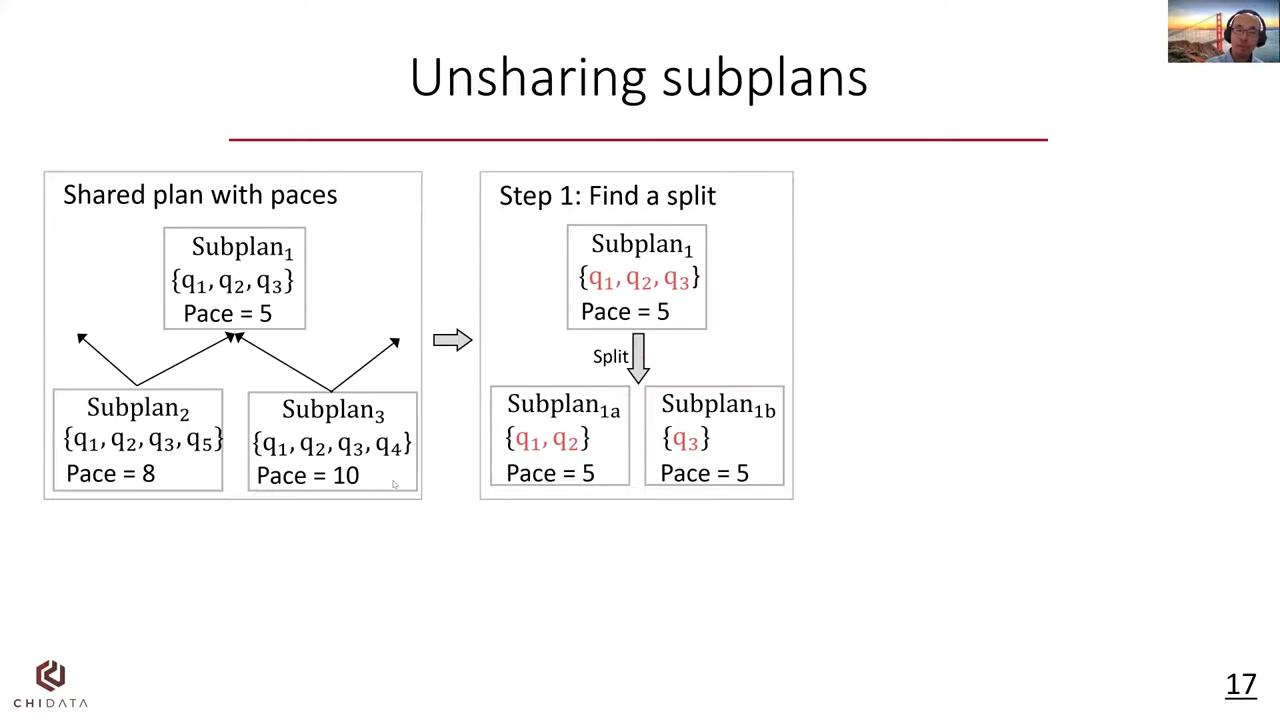 Unsharing subplans
Shared plan with paces
Subplan₁
{q₁, q₂, q₃}
Pace = 5
Subplan₂
{q₁, q₂, q₃, q₅}
Pace = 8
Subplan₃
{q₁, q₂, q₃, q₄}
Pace = 10
Step 1: Find a split
Subplan₁
{q₁, q₂, q₃}
Pace = 5
Split
Subplan₁ₐ
{q₁, q₂}
Pace = 5
Subplan₁b
{q₃}
Pace = 5
CHIDATA
17